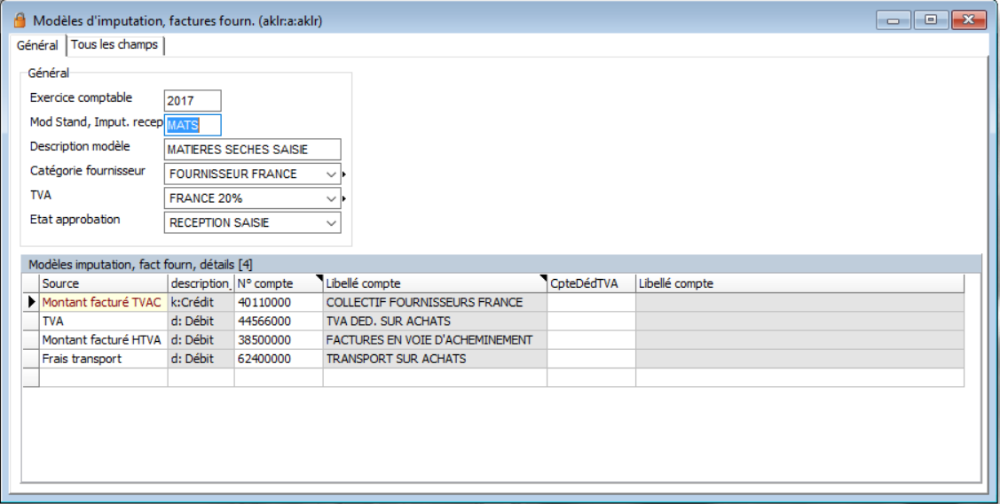 Modèles d'imputation, factures fourn. (aklr:a:aklr)
Général Tous les champs
Général
Exercice comptable 2017
Mod Stand, Imput. recep MATS
Description modèle MATIERES SECHES SAISIE
Catégorie fournisseur FOURNISSEUR FRANCE
TVA FRANCE 20%
Etat approbation RECEPTION SAISIE
Modèles imputation, fact fourn, détails [4]
Source description_ N° compte Libellé compte CpteDédTVA Libellé compte
Montant facturé TVAC k:Crédit 40110000 COLLECTIF FOURNISSEURS FRANCE
TVA d: Débit 44566000 TVA DED. SUR ACHATS
Montant facturé HTVA d: Débit 38500000 FACTURES EN VOIE D'ACHEMINEMENT
Frais transport d: Débit 62400000 TRANSPORT SUR ACHATS